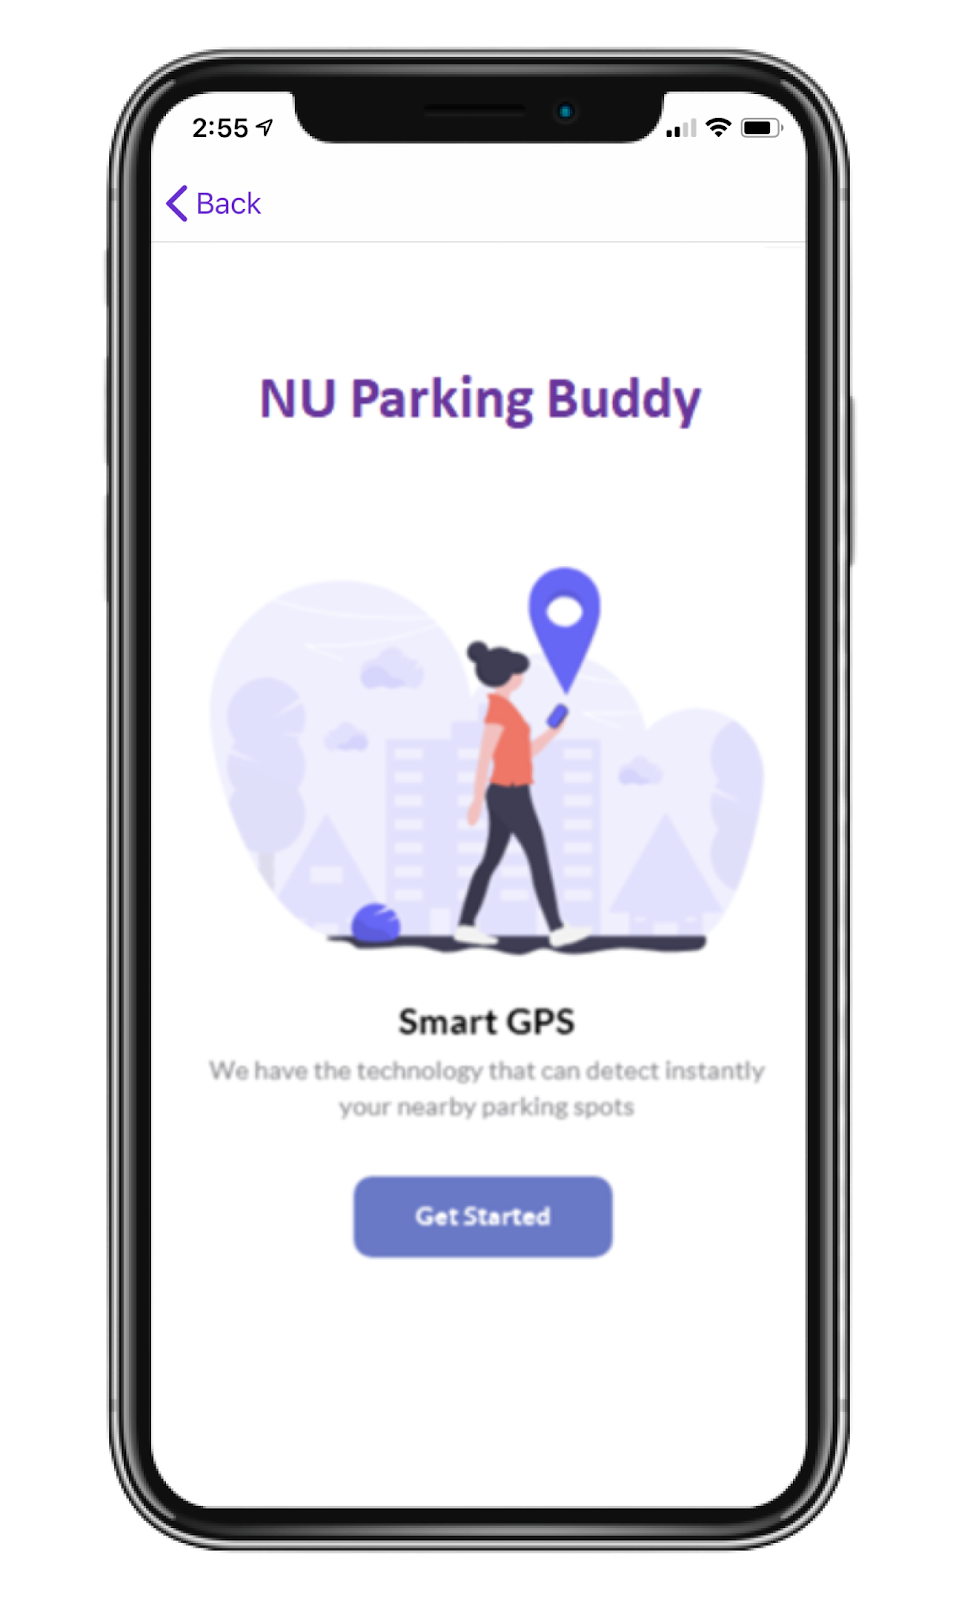 2:55
Back
NU Parking Buddy
Smart GPS
We have the technology that can detect instantly
your nearby parking spots
Get Started